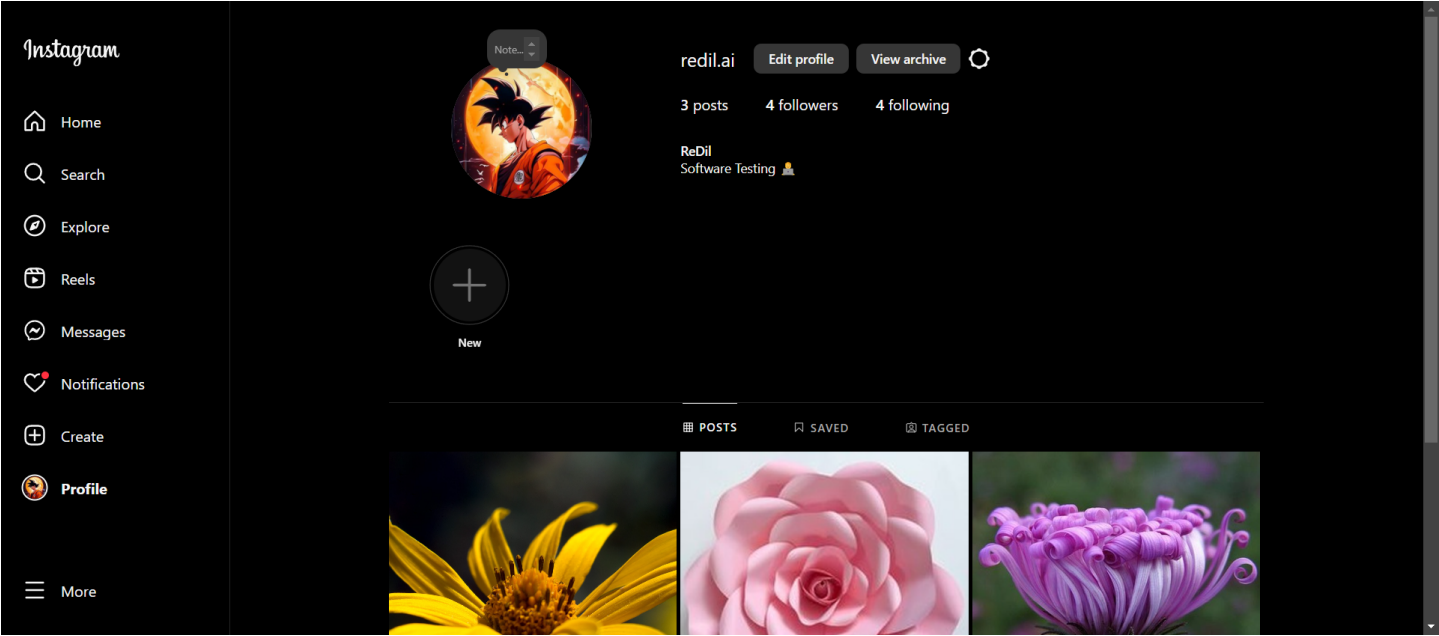 Instagram
Home
Search
Explore
Reels
Messages
Notifications
Create
Profile
More
Note...
redil.ai Edit profile View archive
3 posts 4 followers 4 following
ReDil
Software Testing 🧑‍💻
New
POSTS SAVED TAGGED